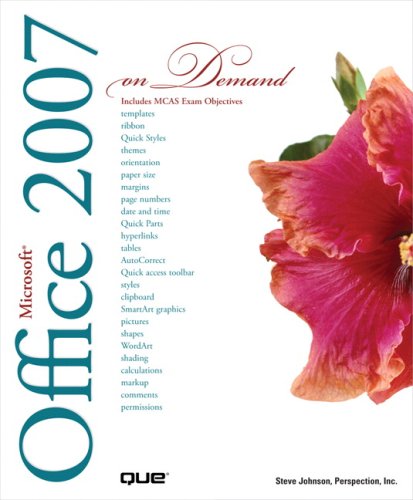 Microsoft®
Office 2007
on Demand
Includes MCAS Exam Objectives
templates
ribbon
Quick Styles
themes
orientation
paper size
margins
page numbers
date and time
Quick Parts
hyperlinks
tables
AutoCorrect
Quick access toolbar
styles
clipboard
SmartArt graphics
pictures
shapes
WordArt
shading
calculations
markup
comments
permissions
QUE®
Steve Johnson, Perspection, Inc.